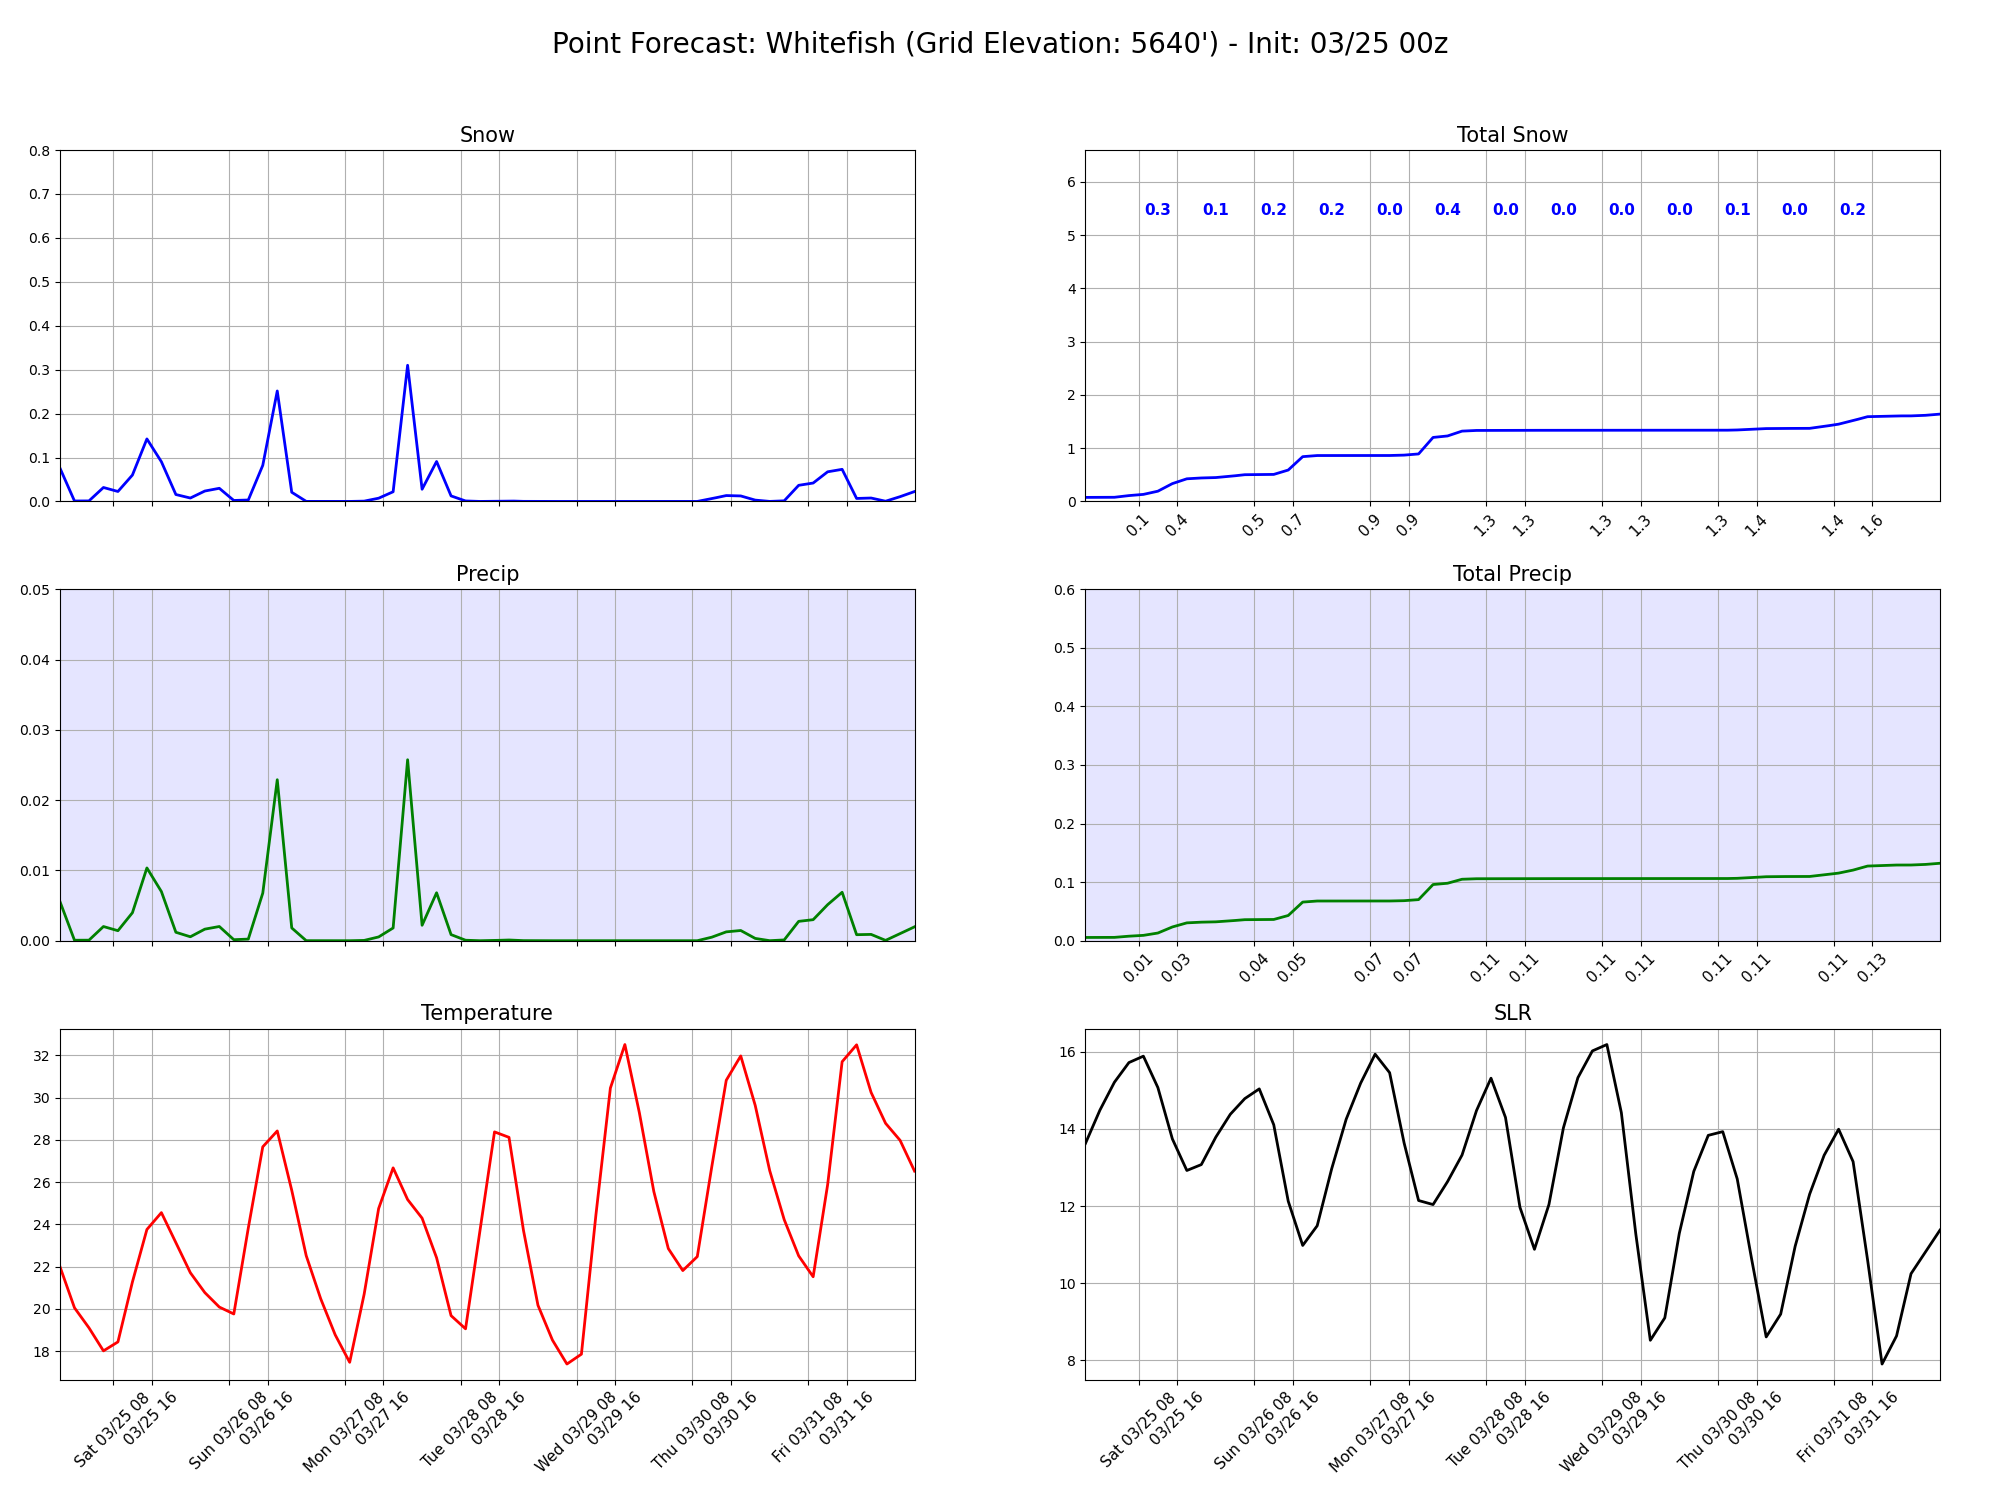 Point Forecast: Whitefish (Grid Elevation: 5640') - Init: 03/25 00z
Snow
0.8
0.7
0.6
0.5
0.4
0.3
0.2
0.1
0.0
Total Snow
6
5
4
3
2
1
0
0.3 0.1 0.2 0.2 0.0 0.4 0.0 0.0 0.0 0.0 0.1 0.0 0.2
0.1 0.4 0.5 0.7 0.9 0.9 1.3 1.3 1.3 1.3 1.3 1.4 1.4 1.6
Precip
0.05
0.04
0.03
0.02
0.01
0.00
Total Precip
0.6
0.5
0.4
0.3
0.2
0.1
0.0
0.01 0.03 0.04 0.05 0.07 0.07 0.11 0.11 0.11 0.11 0.11 0.11 0.11 0.13
Temperature
32
30
28
26
24
22
20
18
Sat 03/25 08
03/25 16
Sun 03/26 08
03/26 16
Mon 03/27 08
03/27 16
Tue 03/28 08
03/28 16
Wed 03/29 08
03/29 16
Thu 03/30 08
03/30 16
Fri 03/31 08
03/31 16
SLR
16
14
12
10
8
Sat 03/25 08
03/25 16
Sun 03/26 08
03/26 16
Mon 03/27 08
03/27 16
Tue 03/28 08
03/28 16
Wed 03/29 08
03/29 16
Thu 03/30 08
03/30 16
Fri 03/31 08
03/31 16